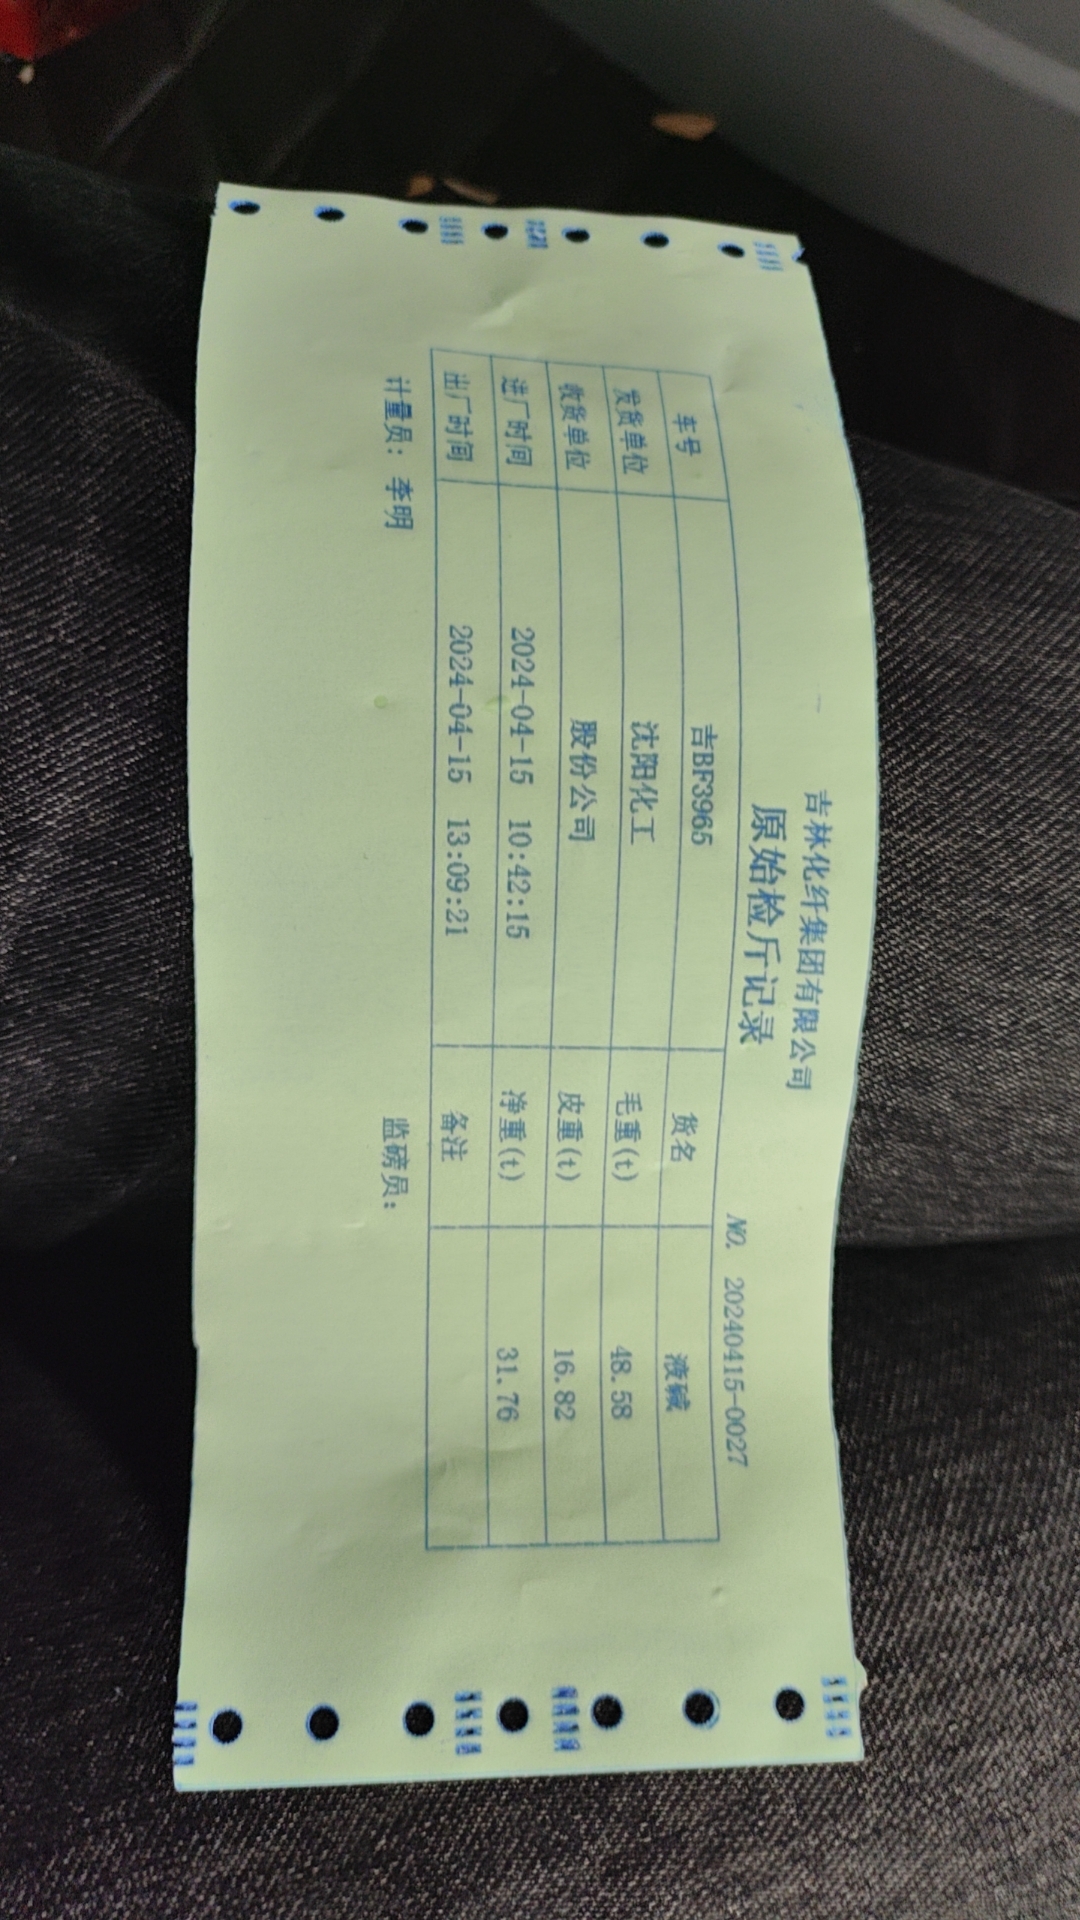 吉林化纤集团有限公司
原始检斤记录
NO. 20240415-0027
车号 吉BF3965 货名 液碱
发货单位 沈阳化工 毛重(t) 48.58
收货单位 股份公司 皮重(t) 16.82
进厂时间 2024-04-15 10:42:15 净重(t) 31.76
出厂时间 2024-04-15 13:09:21 备注
计量员: 李明 监磅员: